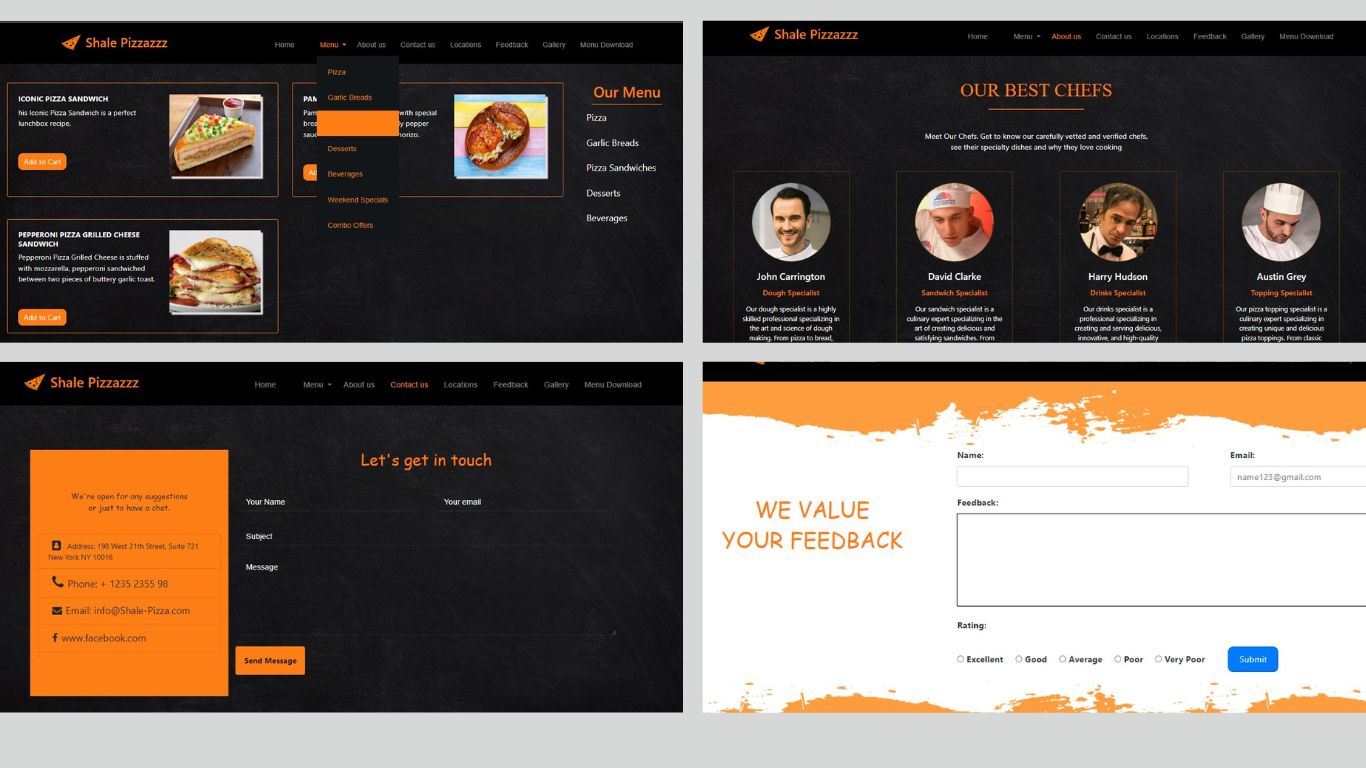 Shale Pizzazzz
Home Menu About us Contact us Locations Feedback Gallery Menu Download
Pizza
Garlic Breads
Desserts
Beverages
Weekend Specials
Combo Offers
ICONIC PIZZA SANDWICH
his Iconic Pizza Sandwich is a perfect
lunchbox recipe.
Add to Cart
with special
pepper
Our Menu
Pizza
Garlic Breads
Pizza Sandwiches
Desserts
Beverages
PEPPERONI PIZZA GRILLED CHEESE
SANDWICH
Pepperoni Pizza Grilled Cheese is stuffed
with mozzarella, pepperoni sandwiched
between two pieces of buttery garlic toast.
Add to Cart
Shale Pizzazzz
Home Menu About us Contact us Locations Feedback Gallery Menu Download
OUR BEST CHEFS
Meet Our Chefs. Get to know our carefully vetted and verified chefs,
see their specialty dishes and why they love cooking
John Carrington
Dough Specialist
Our dough specialist is a highly
skilled professional specializing in
the art and science of dough
making. From pizza to bread,
David Clarke
Sandwich Specialist
Our sandwich specialist is a
culinary expert specializing in the
art of creating delicious and
satisfying sandwiches. From
Harry Hudson
Drinks Specialist
Our drinks specialist is a
professional specializing in
creating and serving delicious,
innovative, and high-quality
Austin Grey
Topping Specialist
Our pizza topping specialist is a
culinary expert specializing in
creating unique and delicious
pizza toppings. From classic
Shale Pizzazzz
Home Menu About us Contact us Locations Feedback Gallery Menu Download
We're open for any suggestions
or just to have a chat.
Address: 198 West 21th Street, Suite 721
New York NY 10016
Phone: + 1235 2355 98
Email: info@Shale-Pizza.com
www.facebook.com
Let's get in touch
Your Name Your email
Subject
Message
Send Message
WE VALUE
YOUR FEEDBACK
Name: Email:
name123@gmail.com
Feedback:
Rating:
Excellent Good Average Poor Very Poor Submit